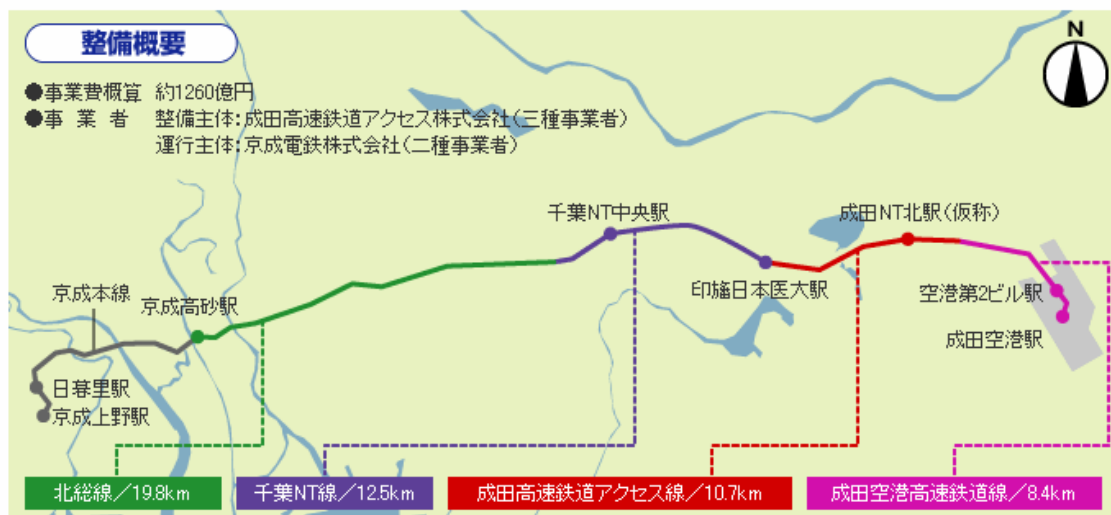 整備概要
N
●事業費概算 約1260億円
●事業者 整備主体:成田高速鉄道アクセス株式会社(三種事業者)
運行主体:京成電鉄株式会社(二種事業者)
千葉NT中央駅
成田NT北駅(仮称)
京成本線
京成高砂駅
印旛日本医大駅
空港第2ビル駅
成田空港駅
日暮里駅
京成上野駅
北総線/19.8km
千葉NT線/12.5km
成田高速鉄道アクセス線/10.7km
成田空港高速鉄道線/8.4km